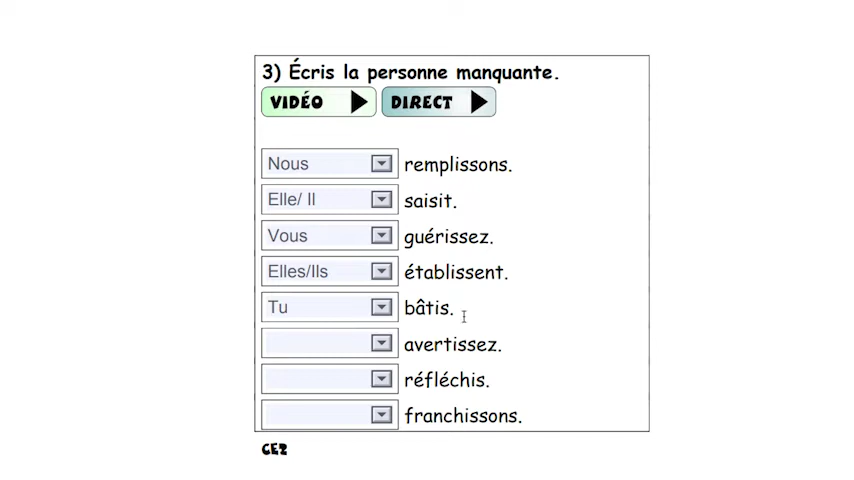 3) Écris la personne manquante.
VIDÉO DIRECT
Nous remplissons.
Elle/ Il saisit.
Vous guérissez.
Elles/Ils établissent.
Tu bâtis.
avertissez.
réfléchis.
franchissons.
CE2